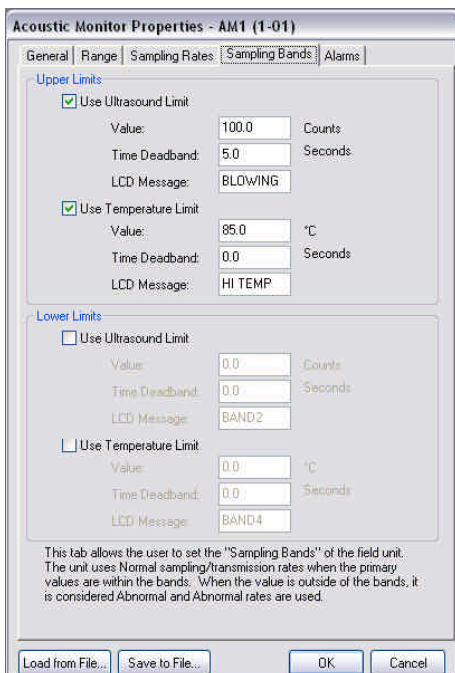 Acoustic Monitor Properties - AM1 (1-01)
General Range Sampling Rates Sampling Bands Alarms
Upper Limits
Use Ultrasound Limit
Value: 100.0 Counts
Time Deadband: 5.0 Seconds
LCD Message: BLOWING
Use Temperature Limit
Value: 85.0 °C
Time Deadband: 0.0 Seconds
LCD Message: HI TEMP
Lower Limits
Use Ultrasound Limit
Value: 0.0 Counts
Time Deadband: 0.0 Seconds
LCD Message: BAND2
Use Temperature Limit
Value: 0.0 °C
Time Deadband: 0.0 Seconds
LCD Message: BAND4
This tab allows the user to set the "Sampling Bands" of the field unit.
The unit uses Normal sampling/transmission rates when the primary
values are within the bands. When the value is outside of the bands, it
is considered Abnormal and Abnormal rates are used.
Load from File... Save to File... OK Cancel